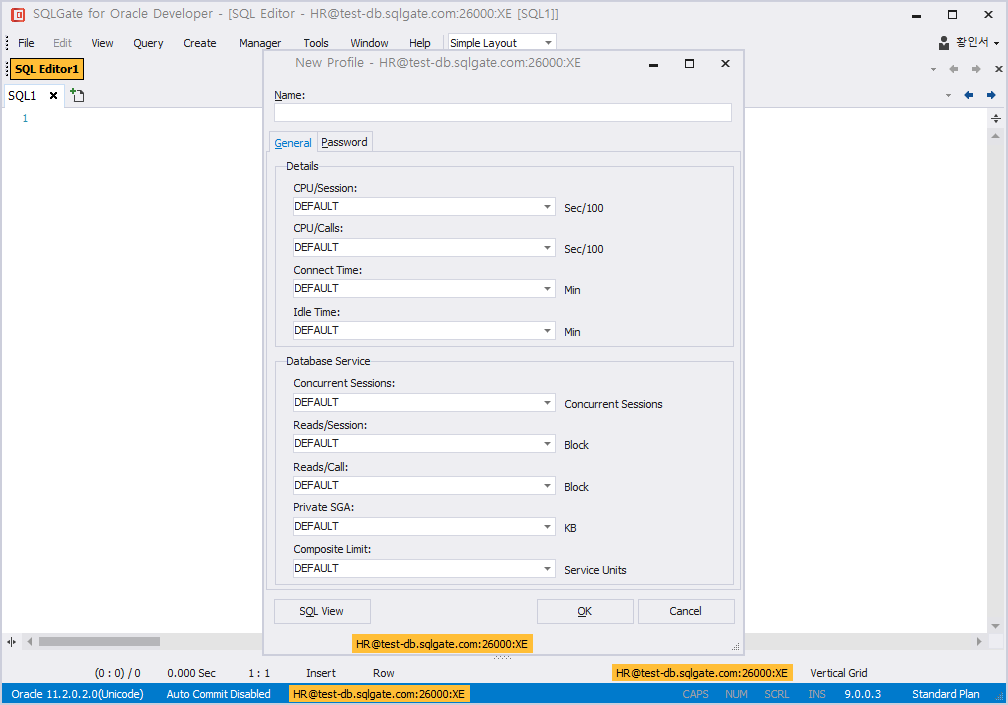 SQLGate for Oracle Developer - [SQL Editor - HR@test-db.sqlgate.com:26000:XE [SQL1]]
File Edit View Query Create Manager Tools Window Help Simple Layout 황인서
SQL Editor1
SQL1
1
New Profile - HR@test-db.sqlgate.com:26000:XE
Name:
General Password
Details
CPU/Session:
DEFAULT Sec/100
CPU/Calls:
DEFAULT Sec/100
Connect Time:
DEFAULT Min
Idle Time:
DEFAULT Min
Database Service
Concurrent Sessions:
DEFAULT Concurrent Sessions
Reads/Session:
DEFAULT Block
Reads/Call:
DEFAULT Block
Private SGA:
DEFAULT KB
Composite Limit:
DEFAULT Service Units
SQL View OK Cancel
HR@test-db.sqlgate.com:26000:XE
(0 : 0) / 0 0.000 Sec 1 : 1 Insert Row HR@test-db.sqlgate.com:26000:XE Vertical Grid
Oracle 11.2.0.2.0(Unicode) Auto Commit Disabled HR@test-db.sqlgate.com:26000:XE CAPS NUM SCRL INS 9.0.0.3 Standard Plan